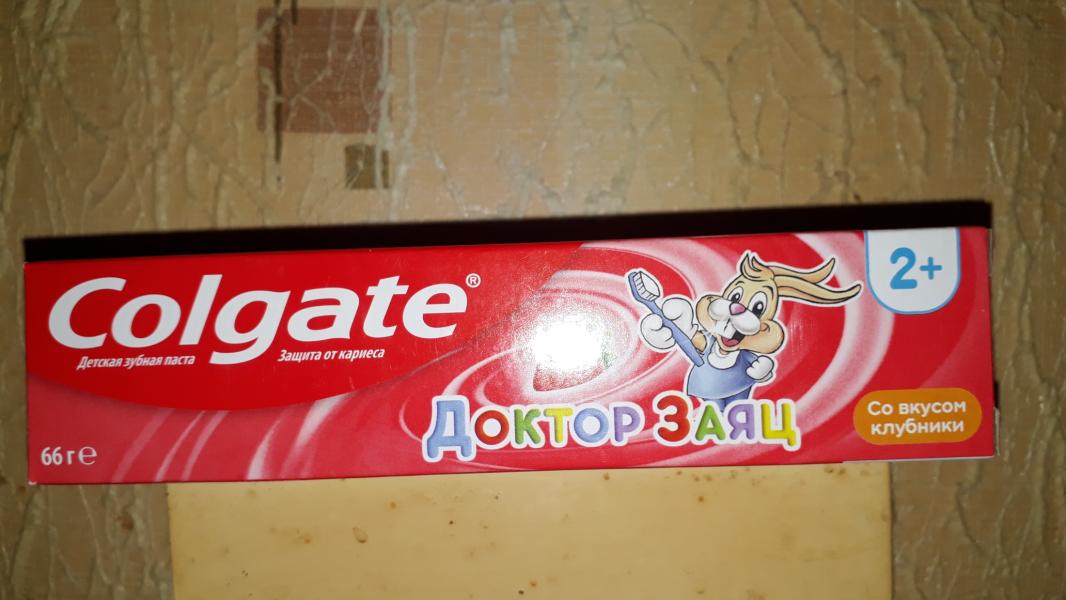 Colgate®
Детская зубная паста
Защита от кариеса
66 г ℮
ДОКТОР ЗАЯЦ
2+
Со вкусом
клубники